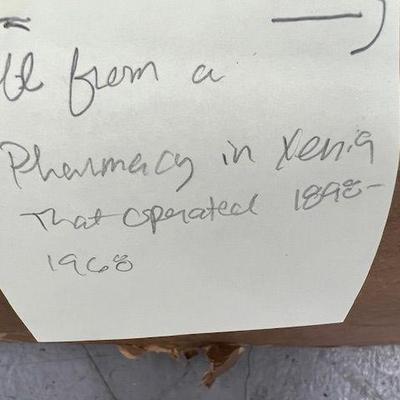 from a
Pharmacy in Xenia
That operated 1898-
1968